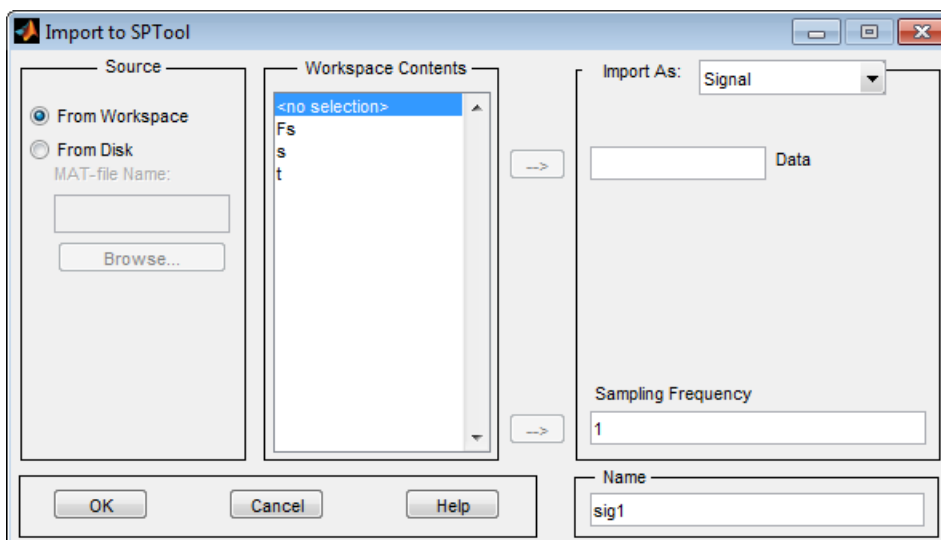 Import to SPTool
Source
From Workspace
From Disk
MAT-file Name:
Browse...
Workspace Contents
<no selection>
Fs
s
t
-->
-->
Import As:
Signal
Data
Sampling Frequency
1
OK
Cancel
Help
Name
sig1